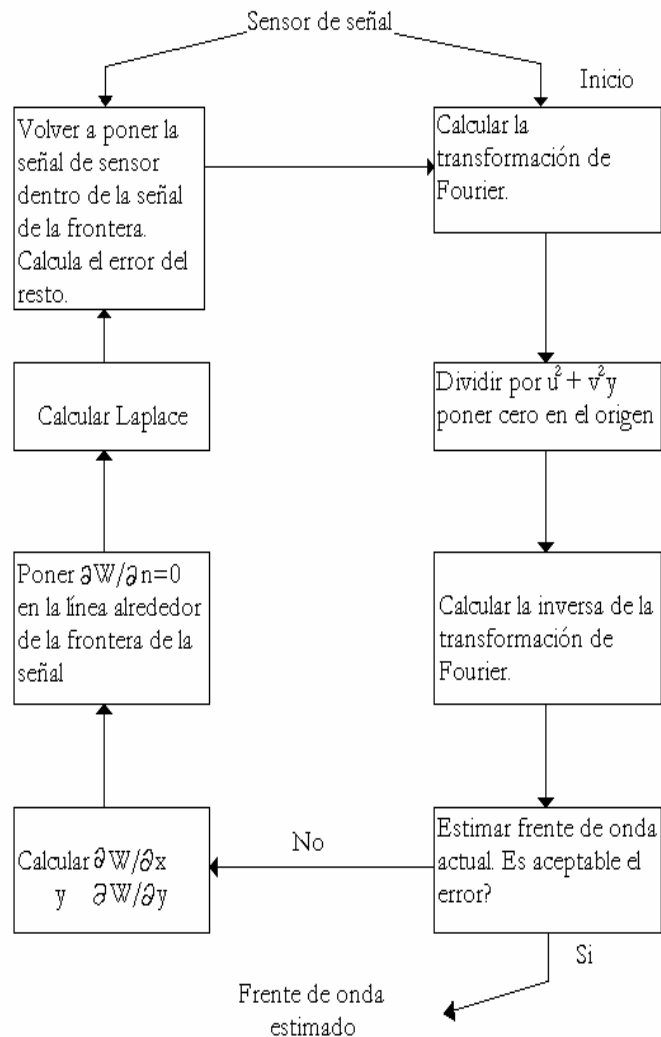 Sensor de señal
Inicio
Volver a poner la
señal de sensor
dentro de la señal
de la frontera.
Calcula el error del
resto.
Calcular la
transformación de
Fourier.
Calcular Laplace
Dividir por u² + v²y
poner cero en el origen
Poner ∂W/∂n=0
en la línea alrededor
de la frontera de la
señal
Calcular la inversa de la
transformación de
Fourier.
Calcular ∂W/∂x
y ∂W/∂y
No
Estimar frente de onda
actual. Es aceptable el
error?
Si
Frente de onda
estimado